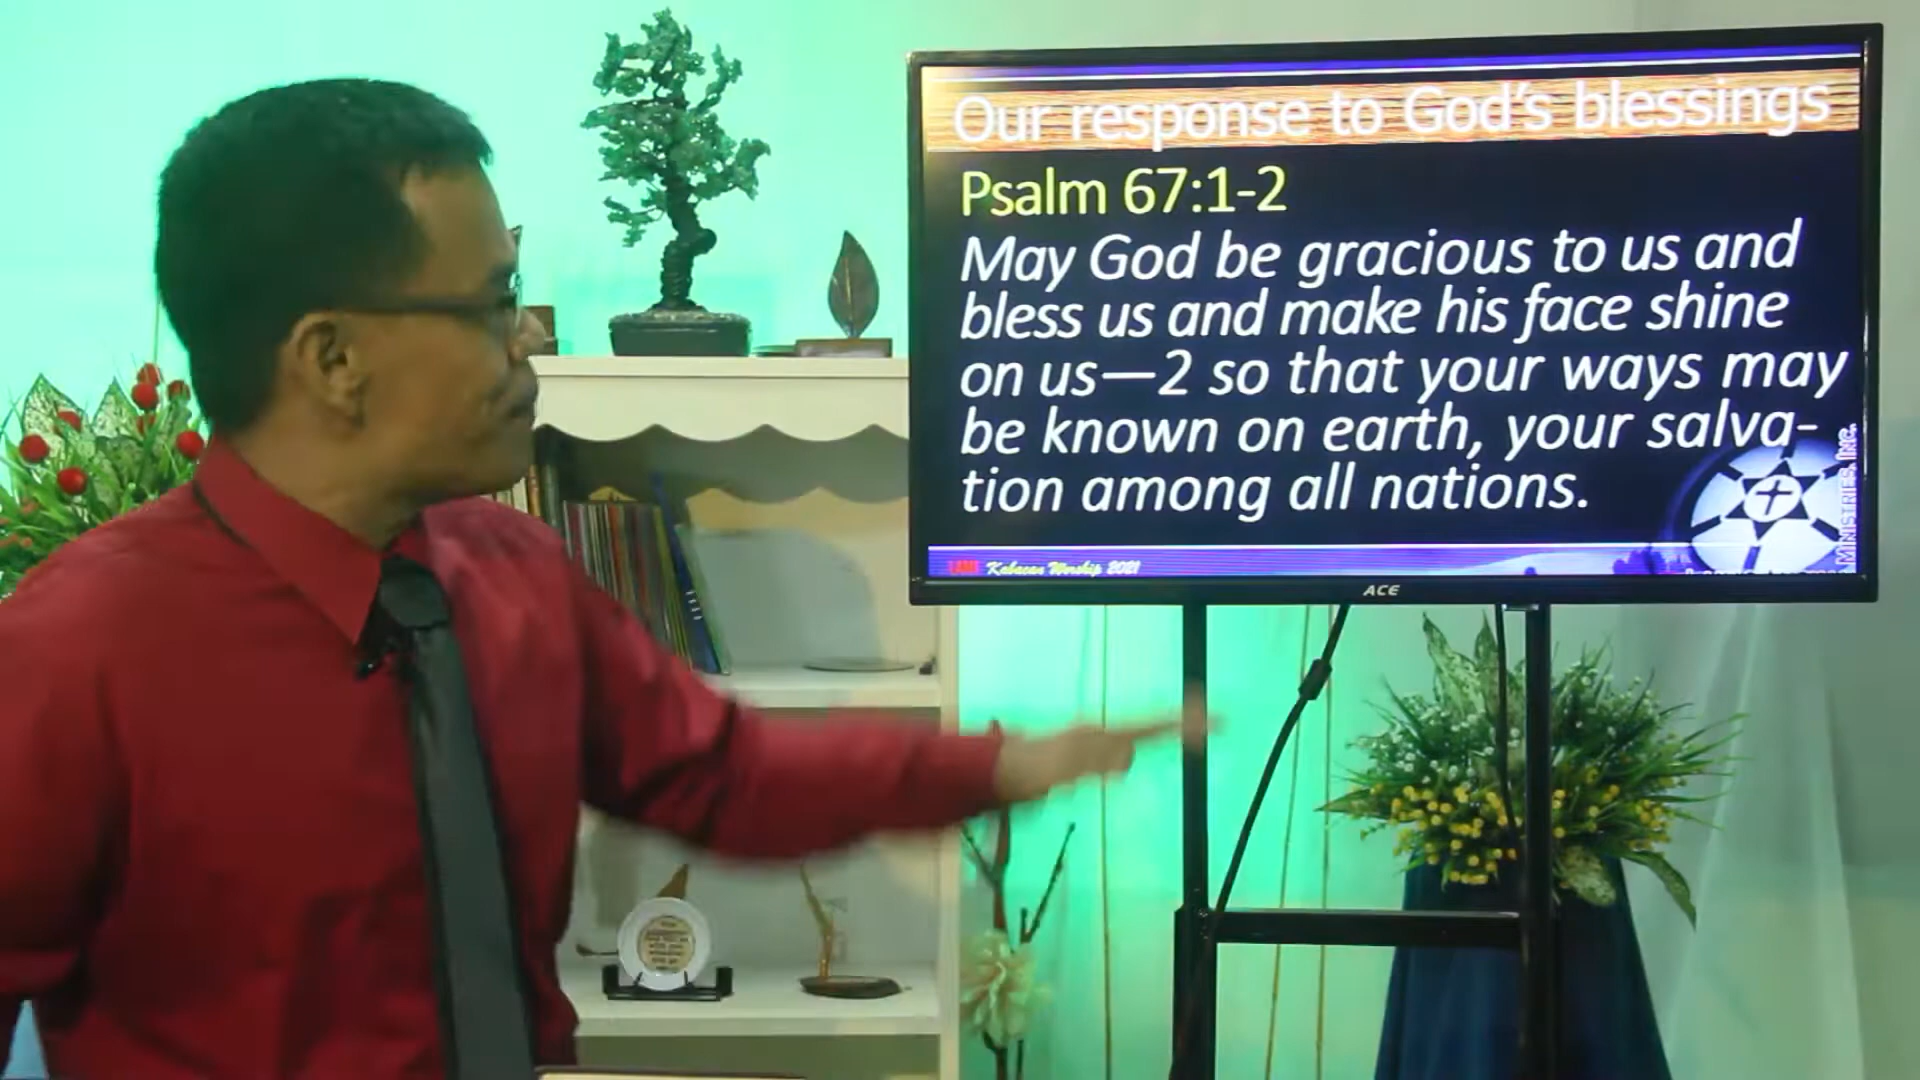 Our response to God's blessings
Psalm 67:1-2
May God be gracious to us and
bless us and make his face shine
on us—2 so that your ways may
be known on earth, your salva-
tion among all nations.
MINISTRIES, INC.
Kabacan Worship 2021
ACE